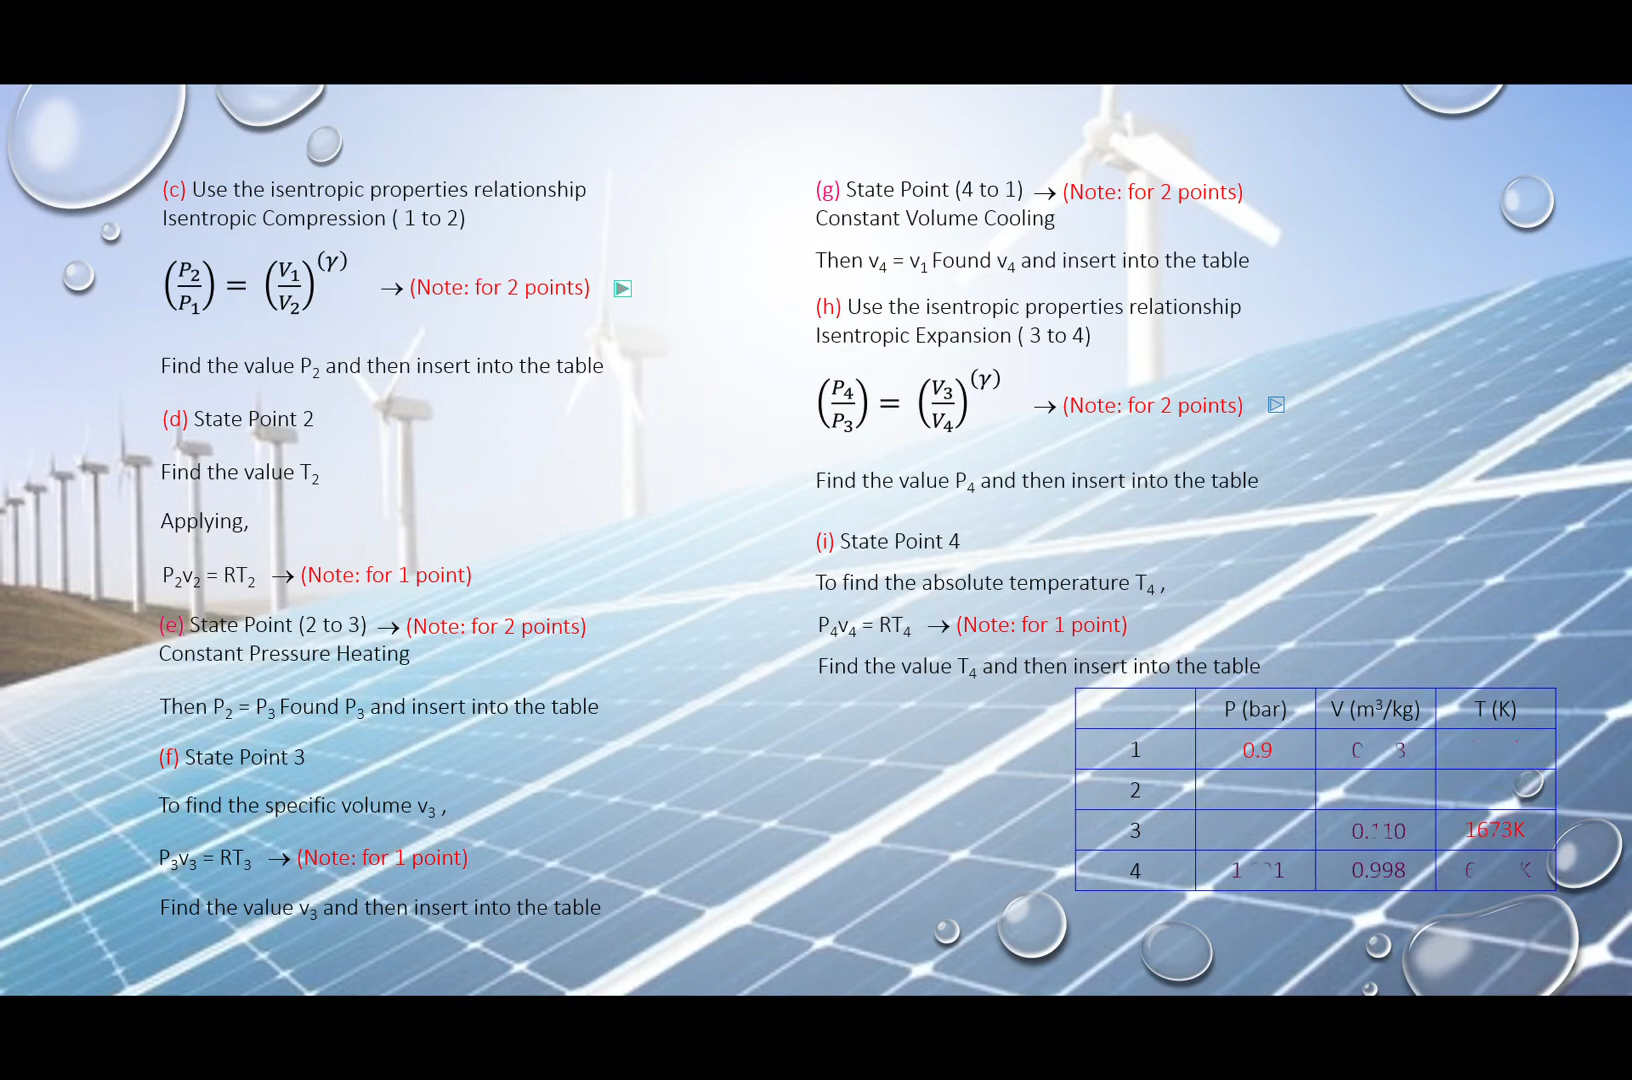 (c) Use the isentropic properties relationship
Isentropic Compression ( 1 to 2)
(P₂/P₁) = (V₁/V₂)^(γ) → (Note: for 2 points)
Find the value P₂ and then insert into the table
(d) State Point 2
Find the value T₂
Applying,
P₂v₂ = RT₂ → (Note: for 1 point)
(e) State Point (2 to 3) → (Note: for 2 points)
Constant Pressure Heating
Then P₂ = P₃ Found P₃ and insert into the table
(f) State Point 3
To find the specific volume v₃ ,
P₃v₃ = RT₃ → (Note: for 1 point)
Find the value v₃ and then insert into the table
(g) State Point (4 to 1) → (Note: for 2 points)
Constant Volume Cooling
Then v₄ = v₁ Found v₄ and insert into the table
(h) Use the isentropic properties relationship
Isentropic Expansion ( 3 to 4)
(P₄/P₃) = (V₃/V₄)^(γ) → (Note: for 2 points)
Find the value P₄ and then insert into the table
(i) State Point 4
To find the absolute temperature T₄ ,
P₄v₄ = RT₄ → (Note: for 1 point)
Find the value T₄ and then insert into the table
P (bar) V (m³/kg) T (K)
1 0.9
2
3 0.110 1673K
4 0.998